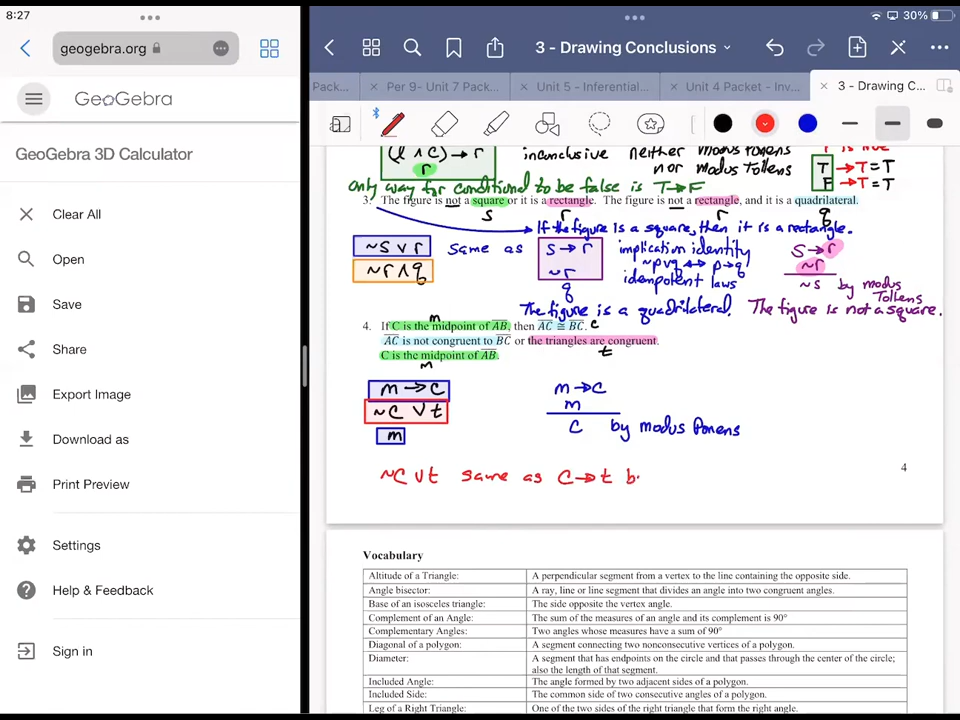 8:27
30%
geogebra.org
3 - Drawing Conclusions
Pack...
Per 9- Unit 7 Pack...
Unit 5 - Inferential...
Unit 4 Packet - Inv...
3 - Drawing C...
GeoGebra
GeoGebra 3D Calculator
Clear All
Open
Save
Share
Export Image
Download as
Print Preview
Settings
Help & Feedback
Sign in
(l ∧ c) → r inconclusive neither modus Ponens
r nor modus Tollens
T → T = T
F → T = T
only way for conditional to be false is T→F
3. The figure is not a square or it is a rectangle. The figure is not a rectangle, and it is a quadrilateral.
s r r q
If the figure is a square, then it is a rectangle.
~s ∨ r same as s → r implication identity s → r
~r ∧ q ~r ~p∨q ↔ p→q ~r
q idempotent laws ~s by modus Tollens
The figure is a quadrilateral. The figure is not a square.
m
4. If C is the midpoint of AB, then AC ≅ BC. c
AC is not congruent to BC or the triangles are congruent.
t
C is the midpoint of AB.
m
m → c m → c
~c ∨ t m
m c by modus Ponens
~c ∨ t same as c → t b
4
Vocabulary
Altitude of a Triangle: A perpendicular segment from a vertex to the line containing the opposite side.
Angle bisector: A ray, line or line segment that divides an angle into two congruent angles.
Base of an isosceles triangle: The side opposite the vertex angle.
Complement of an Angle: The sum of the measures of an angle and its complement is 90°
Complementary Angles: Two angles whose measures have a sum of 90°
Diagonal of a polygon: A segment connecting two nonconsecutive vertices of a polygon.
Diameter: A segment that has endpoints on the circle and that passes through the center of the circle;
also the length of that segment.
Included Angle: The angle formed by two adjacent sides of a polygon.
Included Side: The common side of two consecutive angles of a polygon.
Leg of a Right Triangle: One of the two sides of the right triangle that form the right angle.